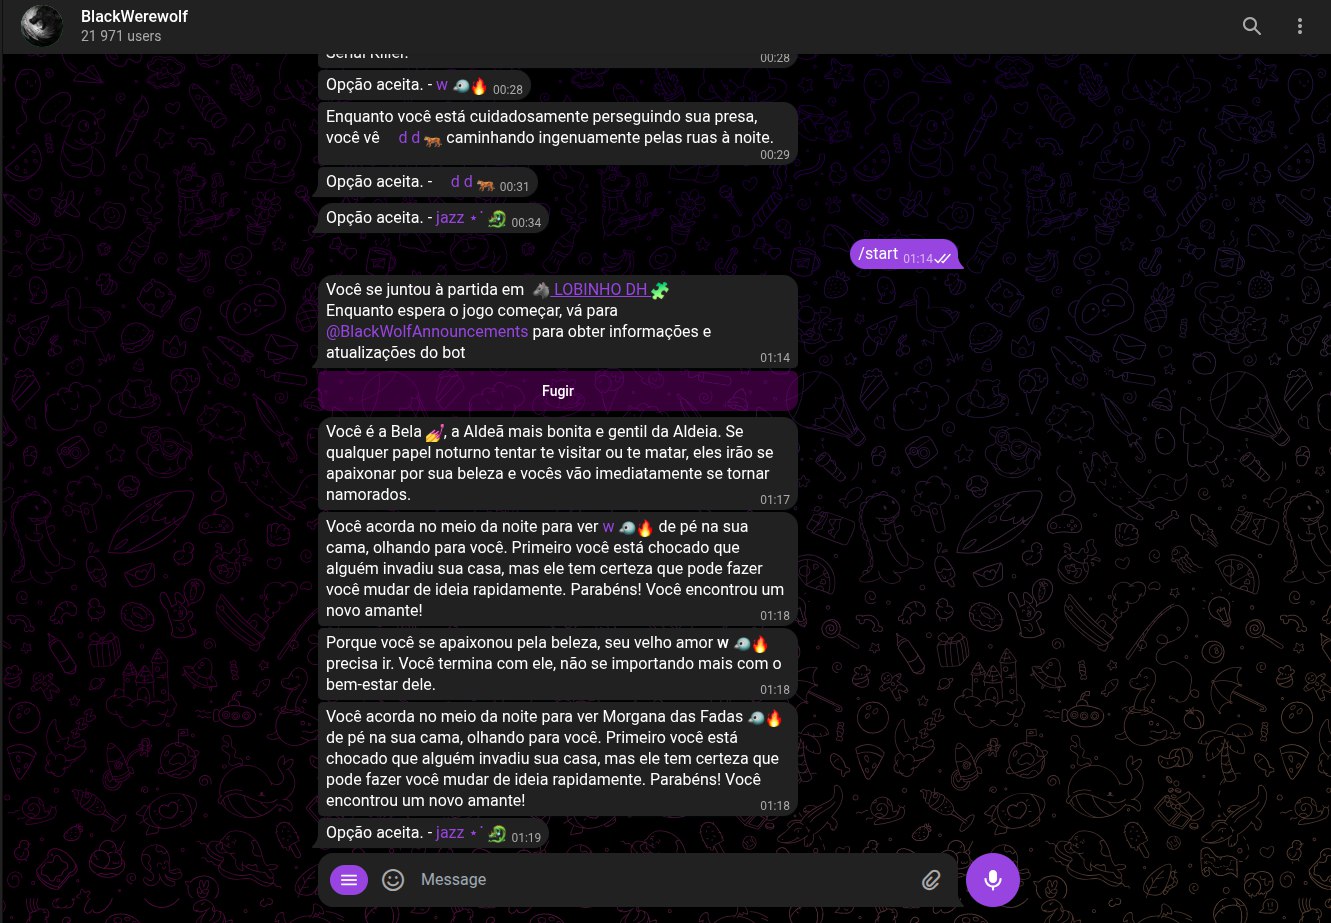 BlackWerewolf
21 971 users
Serial Killer.
00:28
Opção aceita. - w 🐟🔥 00:28
Enquanto você está cuidadosamente perseguindo sua presa,
você vê d d 🐅 caminhando ingenuamente pelas ruas à noite.
00:29
Opção aceita. - d d 🐅 00:31
Opção aceita. - jazz ⋆˙🐉 00:34
/start 01:14
Você se juntou à partida em 🐺 LOBINHO DH 🧩
Enquanto espera o jogo começar, vá para
@BlackWolfAnnouncements para obter informações e
atualizações do bot
01:14
Fugir
Você é a Bela 💅, a Aldeã mais bonita e gentil da Aldeia. Se
qualquer papel noturno tentar te visitar ou te matar, eles irão se
apaixonar por sua beleza e vocês vão imediatamente se tornar
namorados.
01:17
Você acorda no meio da noite para ver w 🐟🔥 de pé na sua
cama, olhando para você. Primeiro você está chocado que
alguém invadiu sua casa, mas ele tem certeza que pode fazer
você mudar de ideia rapidamente. Parabéns! Você encontrou um
novo amante!
01:18
Porque você se apaixonou pela beleza, seu velho amor w 🐟🔥
precisa ir. Você termina com ele, não se importando mais com o
bem-estar dele.
01:18
Você acorda no meio da noite para ver Morgana das Fadas 🐟🔥
de pé na sua cama, olhando para você. Primeiro você está
chocado que alguém invadiu sua casa, mas ele tem certeza que
pode fazer você mudar de ideia rapidamente. Parabéns! Você
encontrou um novo amante!
01:18
Opção aceita. - jazz ⋆˙🐉 01:19
Message